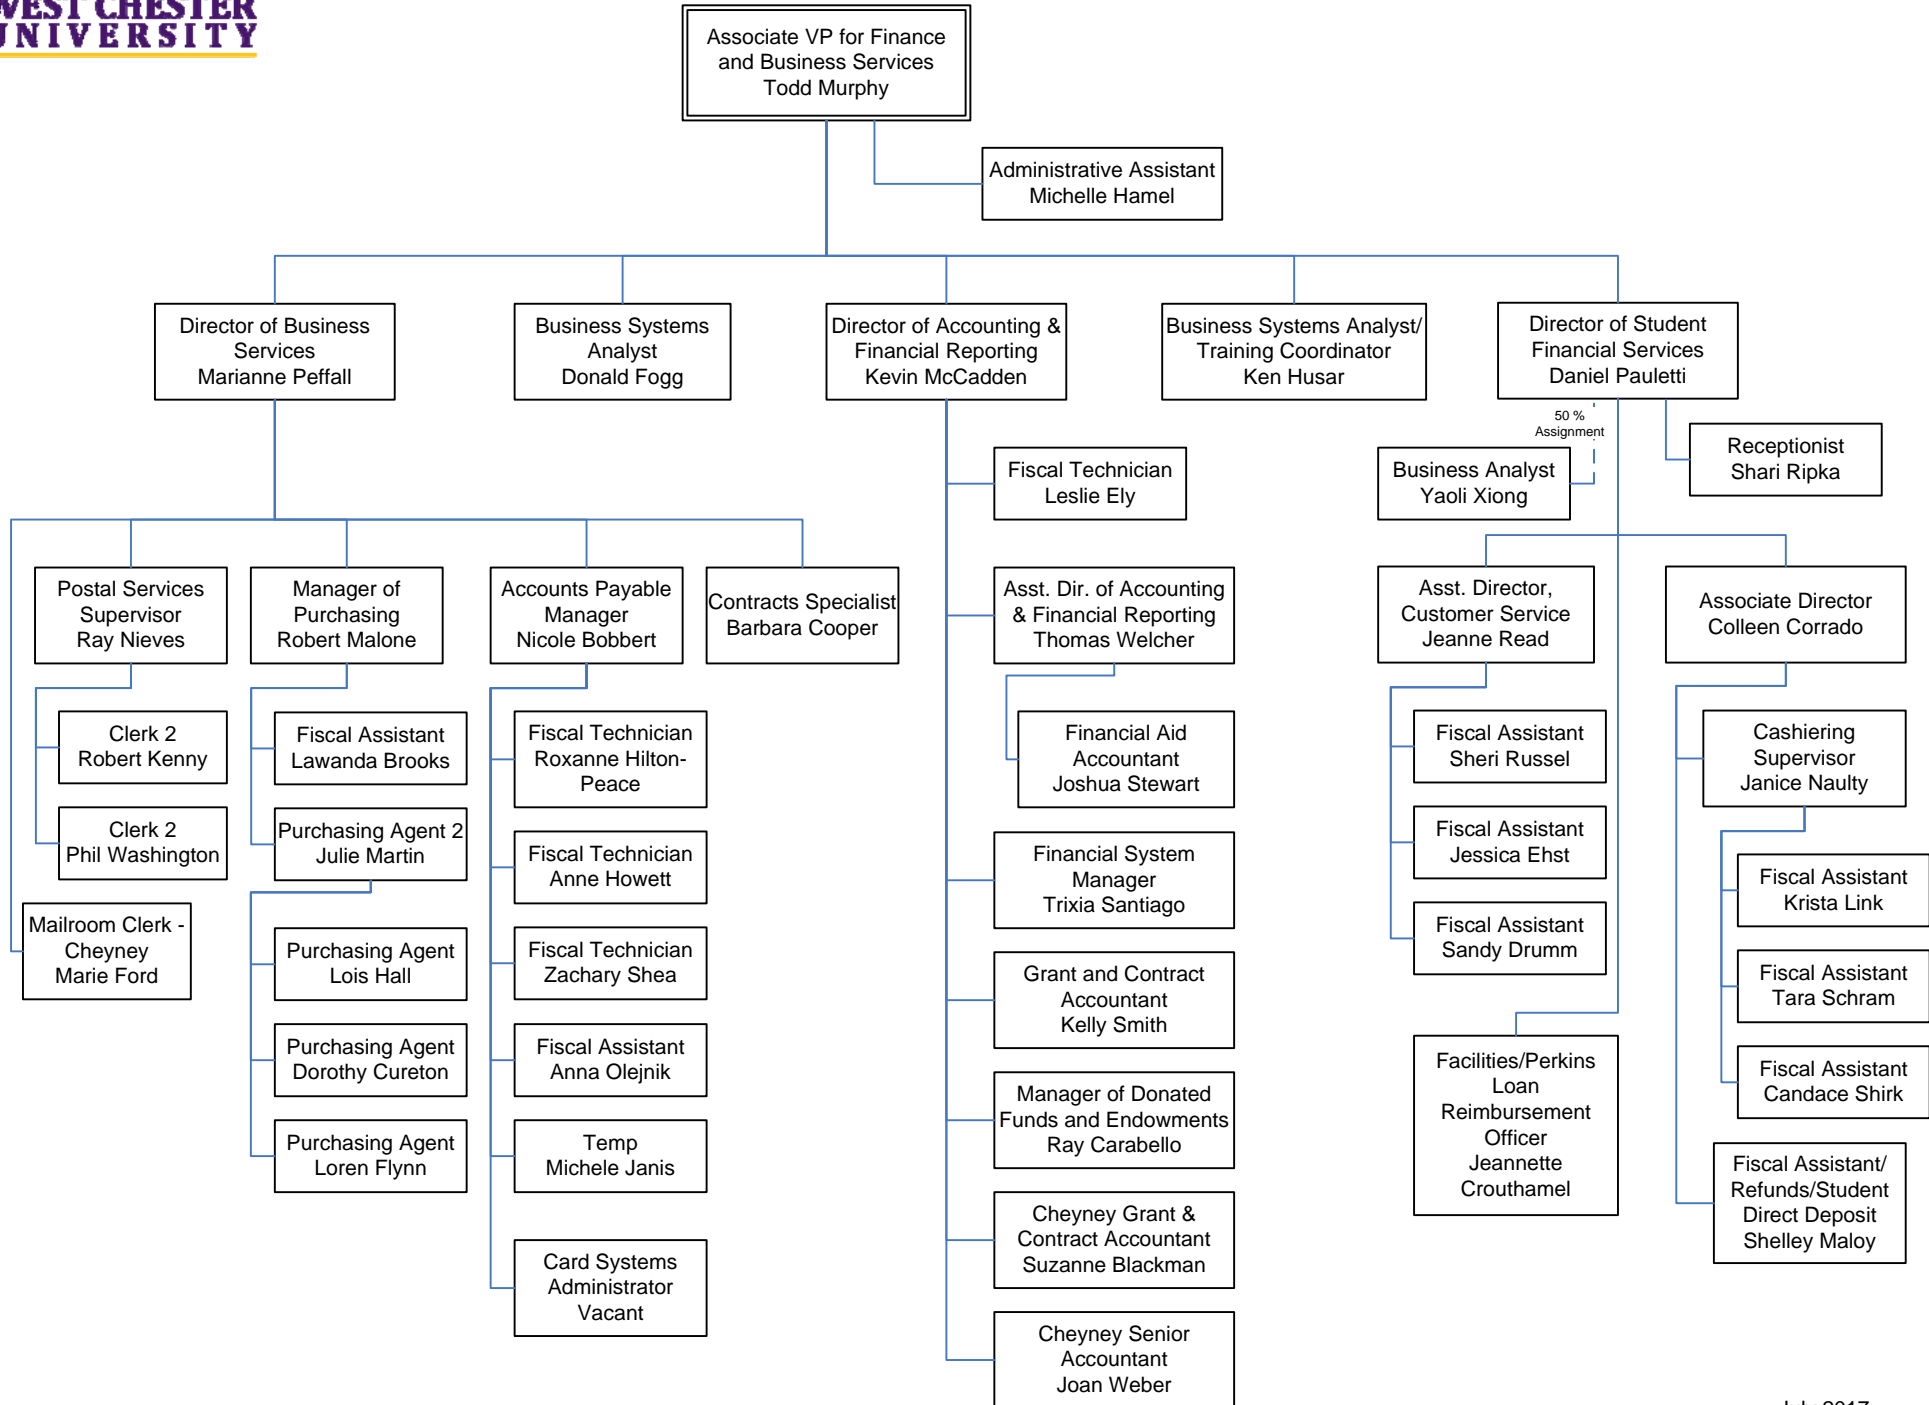 WEST CHESTER
UNIVERSITY
Associate VP for Finance
and Business Services
Todd Murphy
Administrative Assistant
Michelle Hamel
Director of Business
Services
Marianne Peffall
Business Systems
Analyst
Donald Fogg
Director of Accounting &
Financial Reporting
Kevin McCadden
Business Systems Analyst/
Training Coordinator
Ken Husar
Director of Student
Financial Services
Daniel Pauletti
50 %
Assignment
Receptionist
Shari Ripka
Business Analyst
Yaoli Xiong
Fiscal Technician
Leslie Ely
Postal Services
Supervisor
Ray Nieves
Manager of
Purchasing
Robert Malone
Accounts Payable
Manager
Nicole Bobbert
Contracts Specialist
Barbara Cooper
Asst. Dir. of Accounting
& Financial Reporting
Thomas Welcher
Asst. Director,
Customer Service
Jeanne Read
Associate Director
Colleen Corrado
Clerk 2
Robert Kenny
Clerk 2
Phil Washington
Mailroom Clerk -
Cheyney
Marie Ford
Fiscal Assistant
Lawanda Brooks
Purchasing Agent 2
Julie Martin
Purchasing Agent
Lois Hall
Purchasing Agent
Dorothy Cureton
Purchasing Agent
Loren Flynn
Fiscal Technician
Roxanne Hilton-
Peace
Fiscal Technician
Anne Howett
Fiscal Technician
Zachary Shea
Fiscal Assistant
Anna Olejnik
Temp
Michele Janis
Card Systems
Administrator
Vacant
Financial Aid
Accountant
Joshua Stewart
Financial System
Manager
Trixia Santiago
Grant and Contract
Accountant
Kelly Smith
Manager of Donated
Funds and Endowments
Ray Carabello
Cheyney Grant &
Contract Accountant
Suzanne Blackman
Cheyney Senior
Accountant
Joan Weber
Fiscal Assistant
Sheri Russel
Fiscal Assistant
Jessica Ehst
Fiscal Assistant
Sandy Drumm
Facilities/Perkins
Loan
Reimbursement
Officer
Jeannette
Crouthamel
Cashiering
Supervisor
Janice Naulty
Fiscal Assistant
Krista Link
Fiscal Assistant
Tara Schram
Fiscal Assistant
Candace Shirk
Fiscal Assistant/
Refunds/Student
Direct Deposit
Shelley Maloy
2017